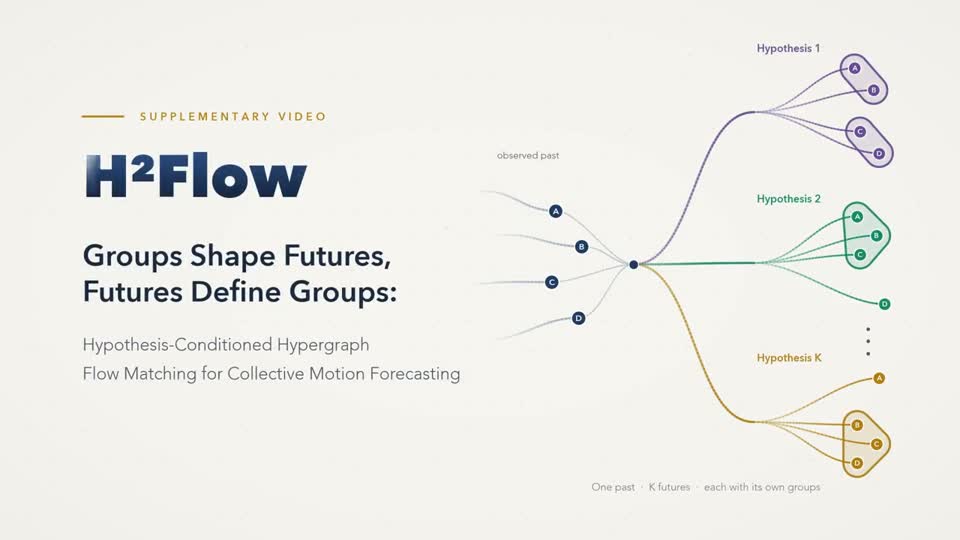 SUPPLEMENTARY VIDEO
H²Flow
Groups Shape Futures,
Futures Define Groups:
Hypothesis-Conditioned Hypergraph
Flow Matching for Collective Motion Forecasting
observed past
A
B
C
D
Hypothesis 1
A
B
C
D
Hypothesis 2
A
B
C
D
Hypothesis K
A
B
C
D
One past · K futures · each with its own groups